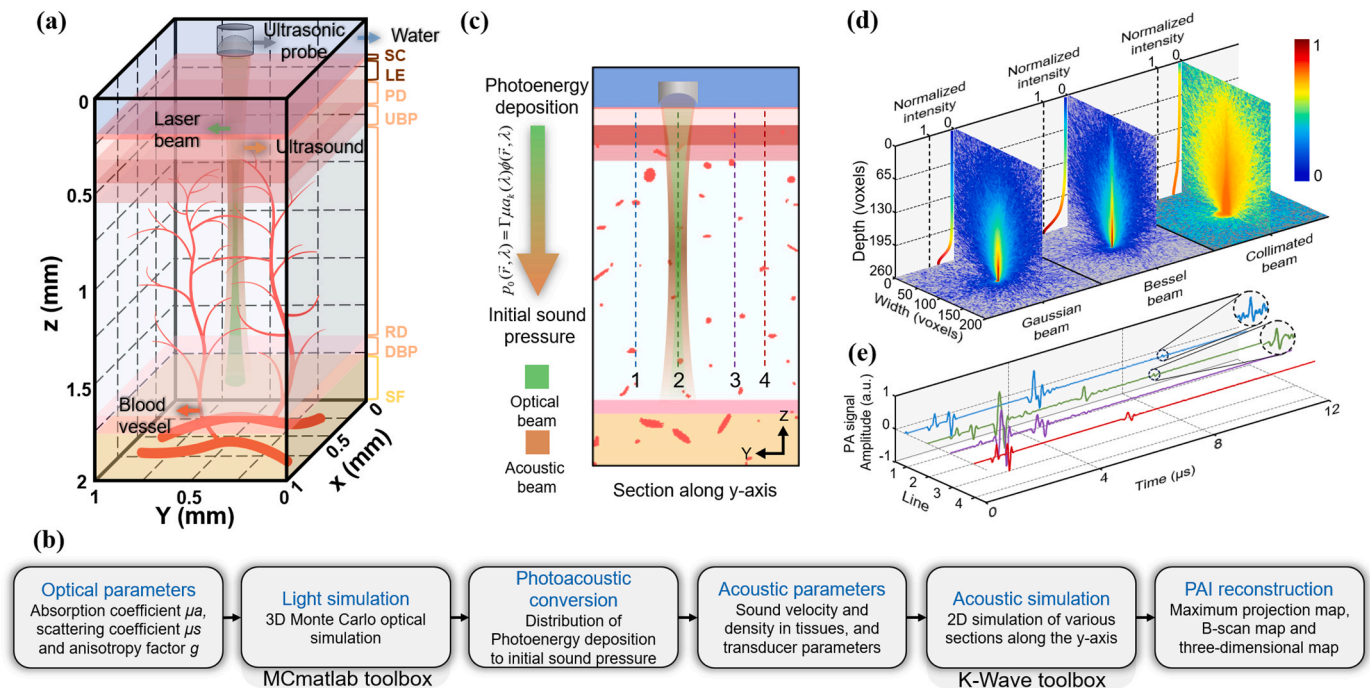 (a)
Ultrasonic
probe
Water
SC
LE
PD
UBP
Laser
beam
Ultrasound
RD
DBP
SF
Blood
vessel
0
0.5
1.0
1.5
2
z (mm)
1
0.5
0
Y (mm)
1
0.5
0
X (mm)
(c)
Photoenergy
deposition
p₀(r⃗,λ) = Γμaₖ(λ)ϕ(r⃗,λ)
Initial sound
pressure
Optical
beam
Acoustic
beam
1
2
3
4
Z
Y
Section along y-axis
(d)
Normalized
intensity
1
0
Normalized
intensity
1
0
Normalized
intensity
1
0
1
0
0
65
130
195
260
Depth (voxels)
0
50
100
150
200
Width (voxels)
Gaussian
beam
Bessel
beam
Collimated
beam
(e)
PA signal
Amplitude (a.u.)
1
0
-1
1
2
3
4
Line
0
4
8
12
Time (μs)
(b)
Optical parameters
Absorption coefficient μa,
scattering coefficient μs
and anisotropy factor g
Light simulation
3D Monte Carlo optical
simulation
MCmatlab toolbox
Photoacoustic
conversion
Distribution of
Photoenergy deposition
to initial sound pressure
Acoustic parameters
Sound velocity and
density in tissues, and
transducer parameters
Acoustic simulation
2D simulation of various
sections along the y-axis
K-Wave toolbox
PAI reconstruction
Maximum projection map,
B-scan map and
three-dimensional map